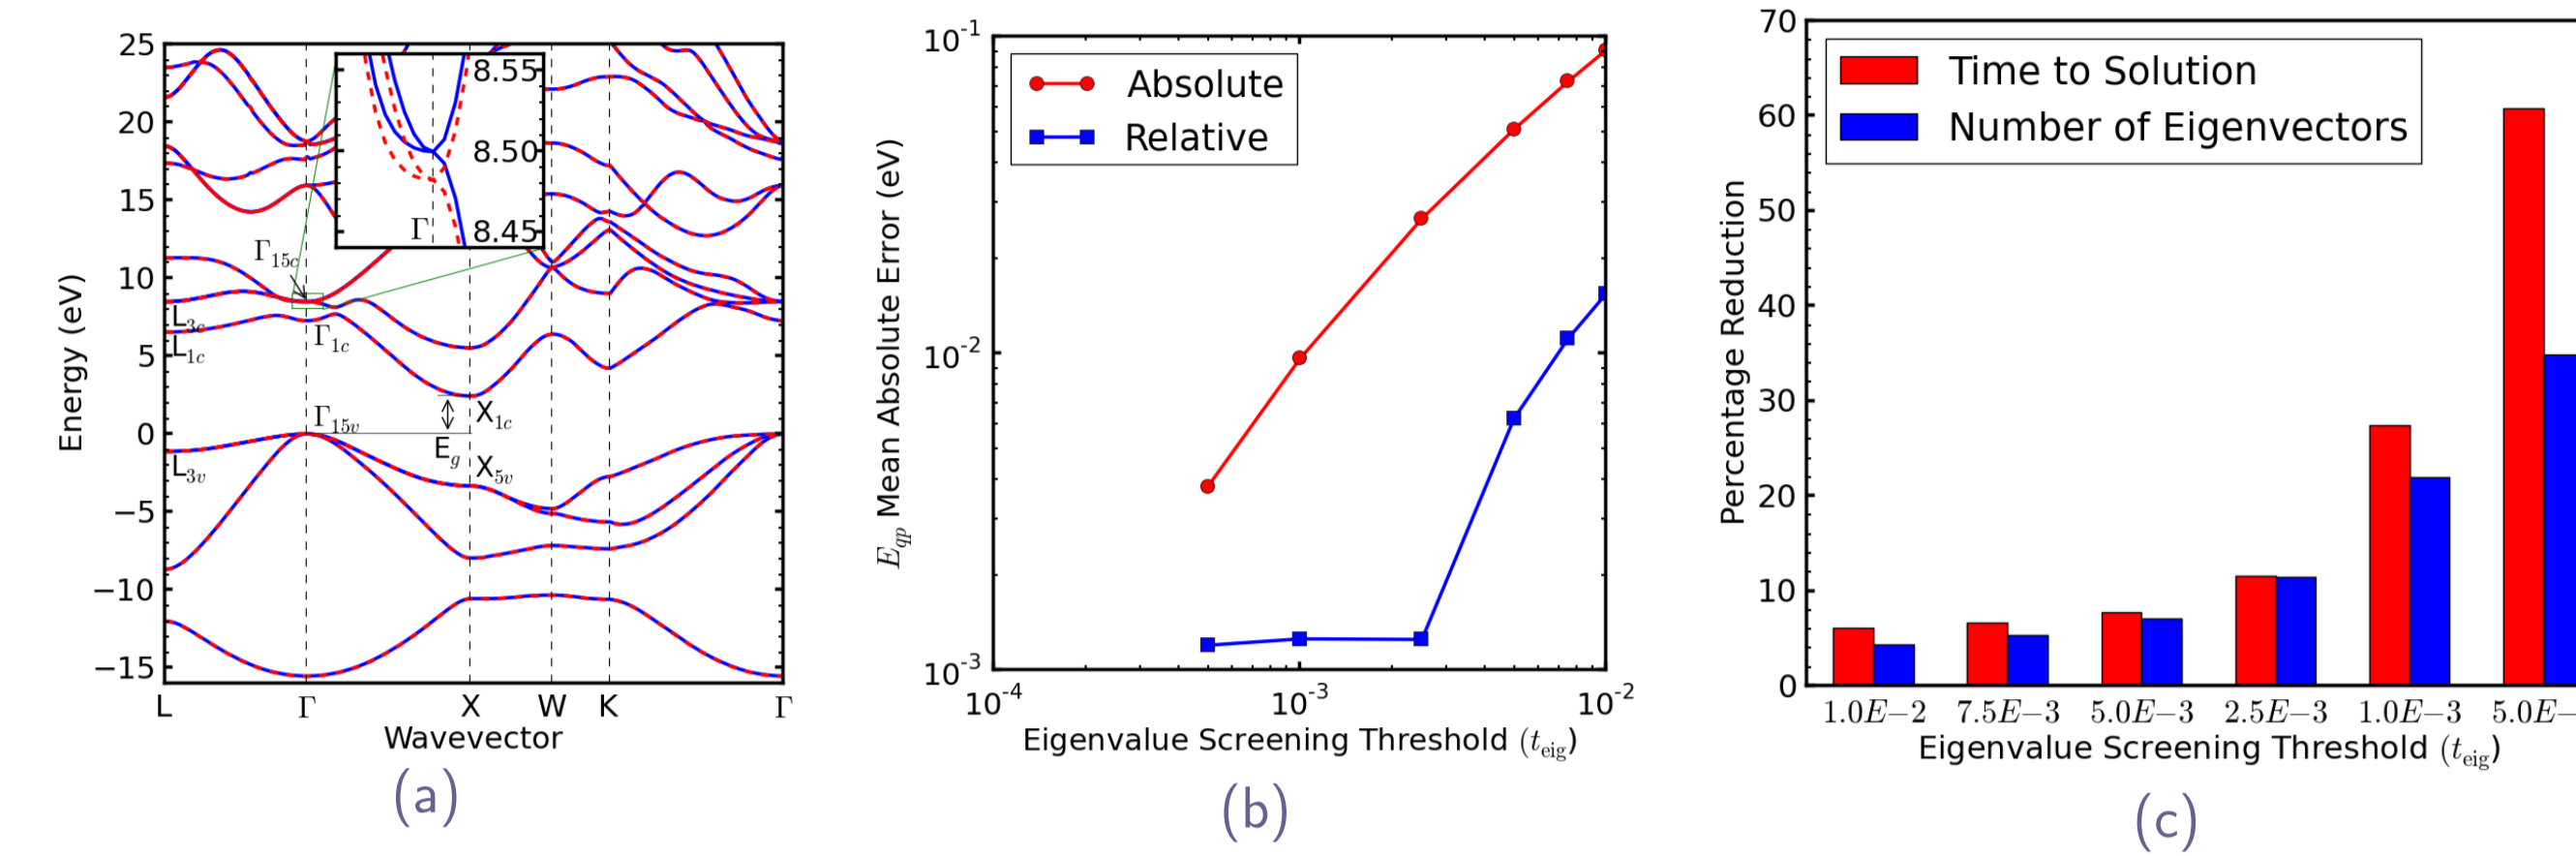 25
20
15
10
5
0
−5
−10
−15
Energy (eV)
8.55
8.50
8.45
Γ
Γ15c
L3c
L1c
Γ1c
Γ15v
X1c
Eg
X5v
L3v
L Γ X W K Γ
Wavevector
(a)
10-1
10-2
10-3
Eqp Mean Absolute Error (eV)
Absolute
Relative
10-4 10-3 10-2
Eigenvalue Screening Threshold (teig)
(b)
70
60
50
40
30
20
10
0
Percentage Reduction
Time to Solution
Number of Eigenvectors
1.0E−2 7.5E−3 5.0E−3 2.5E−3 1.0E−3 5.0E−
Eigenvalue Screening Threshold (teig)
(c)